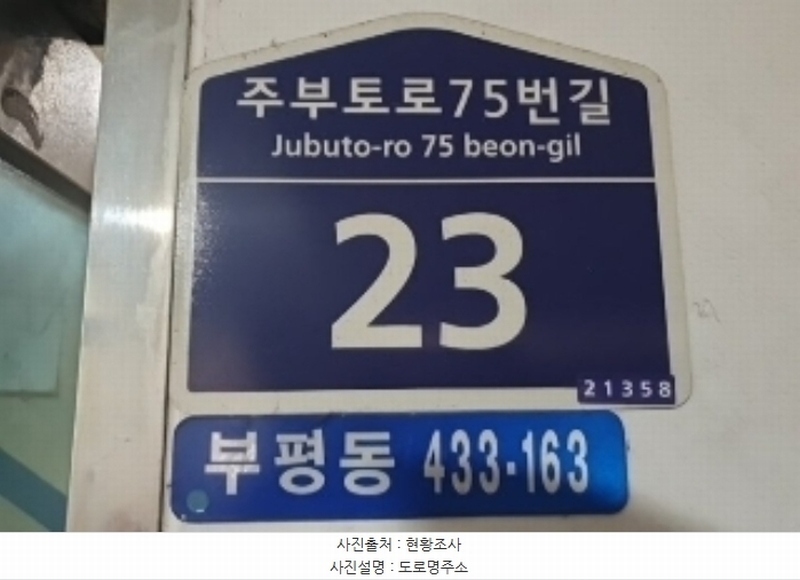 주부토로75번길
Jubuto-ro 75 beon-gil
23
21358
부평동 433-163
사진출처 : 현황조사
사진설명 : 도로명주소